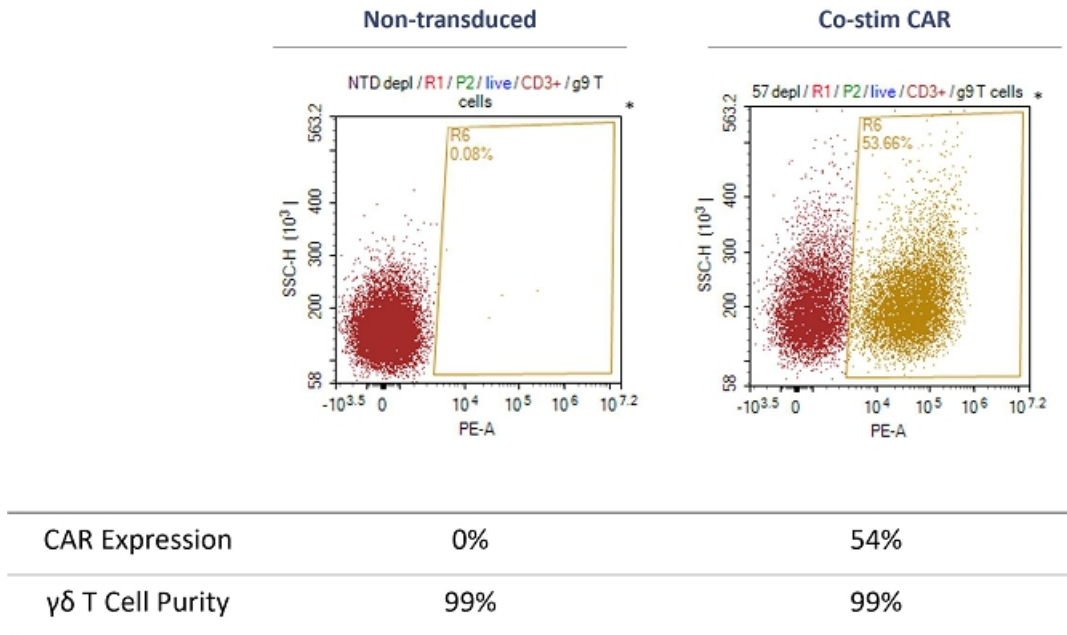 Non-transduced
Co-stim CAR
NTD depl / R1 / P2 / live / CD3+ / g9 T
cells
*
57 depl / R1 / P2 / live / CD3+ / g9 T cells *
563.2
400
300
200
58
SSC-H (10³ )
R6
0.08%
-10^3.5 0 10^4 10^5 10^6 10^7.2
PE-A
563.2
400
300
200
58
SSC-H (10³ )
R6
53.66%
-10^3.5 0 10^4 10^5 10^6 10^7.2
PE-A
CAR Expression 0% 54%
γδ T Cell Purity 99% 99%